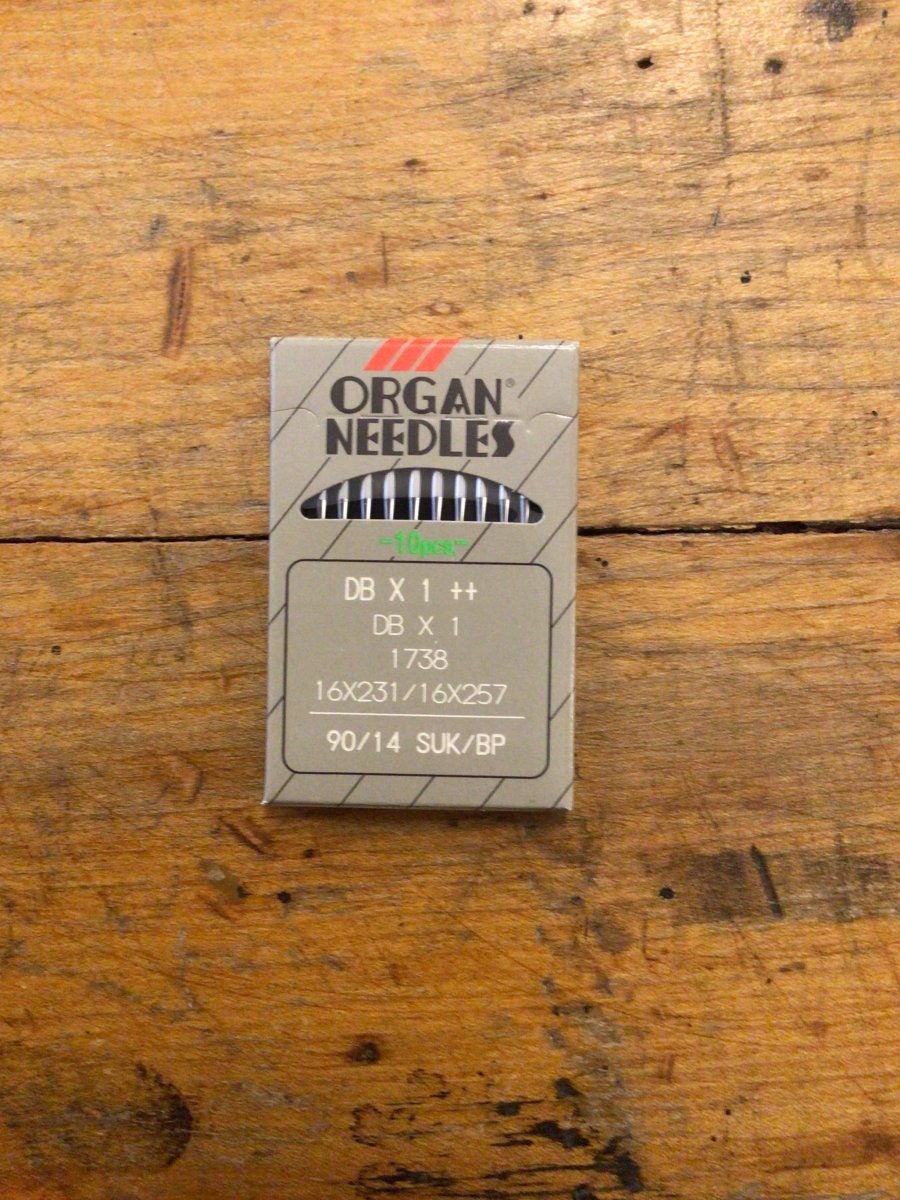 ORGAN®
NEEDLES
-10pcs-
DB X 1 ++
DB X 1
1738
16X231/16X257
90/14 SUK/BP